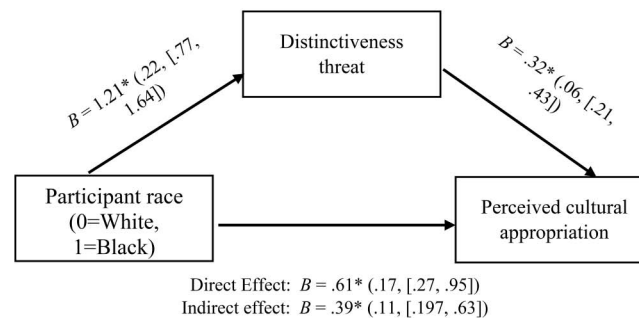 Distinctiveness
threat
B = 1.21* (.22, [.77,
1.64])
B = .32* (.06, [.21,
.43])
Participant race
(0=White,
1=Black)
Perceived cultural
appropriation
Direct Effect: B = .61* (.17, [.27, .95])
Indirect effect: B = .39* (.11, [.197, .63])